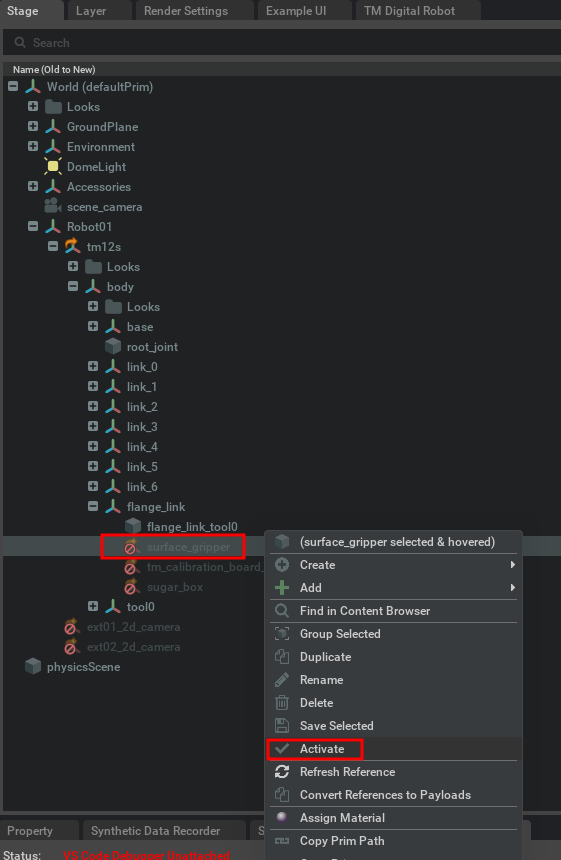 Stage Layer Render Settings Example UI TM Digital Robot
Search
Name (Old to New)
World (defaultPrim)
Looks
GroundPlane
Environment
DomeLight
Accessories
scene_camera
Robot01
tm12s
Looks
body
Looks
base
root_joint
link_0
link_1
link_2
link_3
link_4
link_5
link_6
flange_link
flange_link_tool0
surface_gripper
tm_calibration_board_
sugar_box
tool0
ext01_2d_camera
ext02_2d_camera
physicsScene
(surface_gripper selected & hovered)
Create
Add
Find in Content Browser
Group Selected
Duplicate
Rename
Delete
Save Selected
Activate
Refresh Reference
Convert References to Payloads
Assign Material
Copy Prim Path
Property Synthetic Data Recorder S
Status: VS Code Debugger Unattached